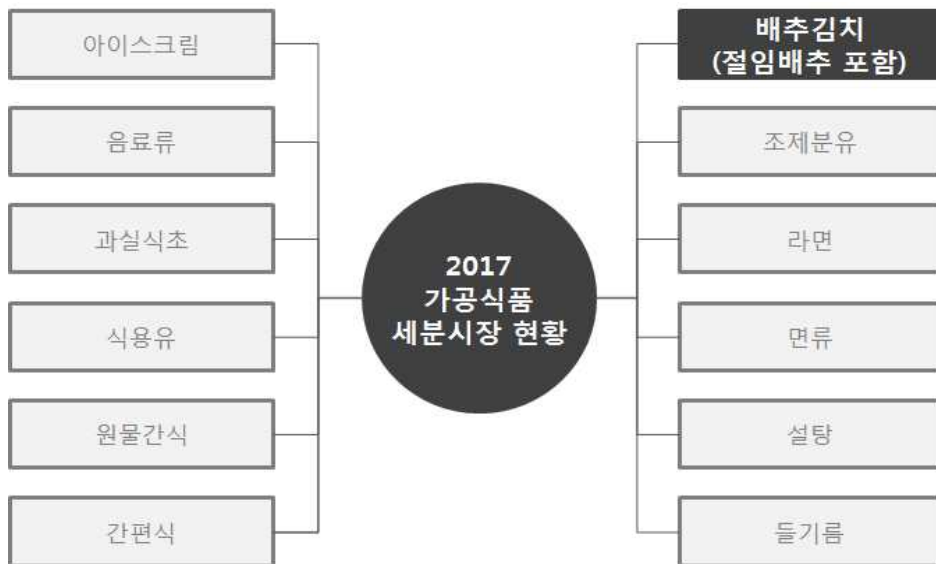 아이스크림
음료류
과실식초
식용유
원물간식
간편식
2017
가공식품
세분시장 현황
배추김치
(절임배추 포함)
조제분유
라면
면류
설탕
들기름